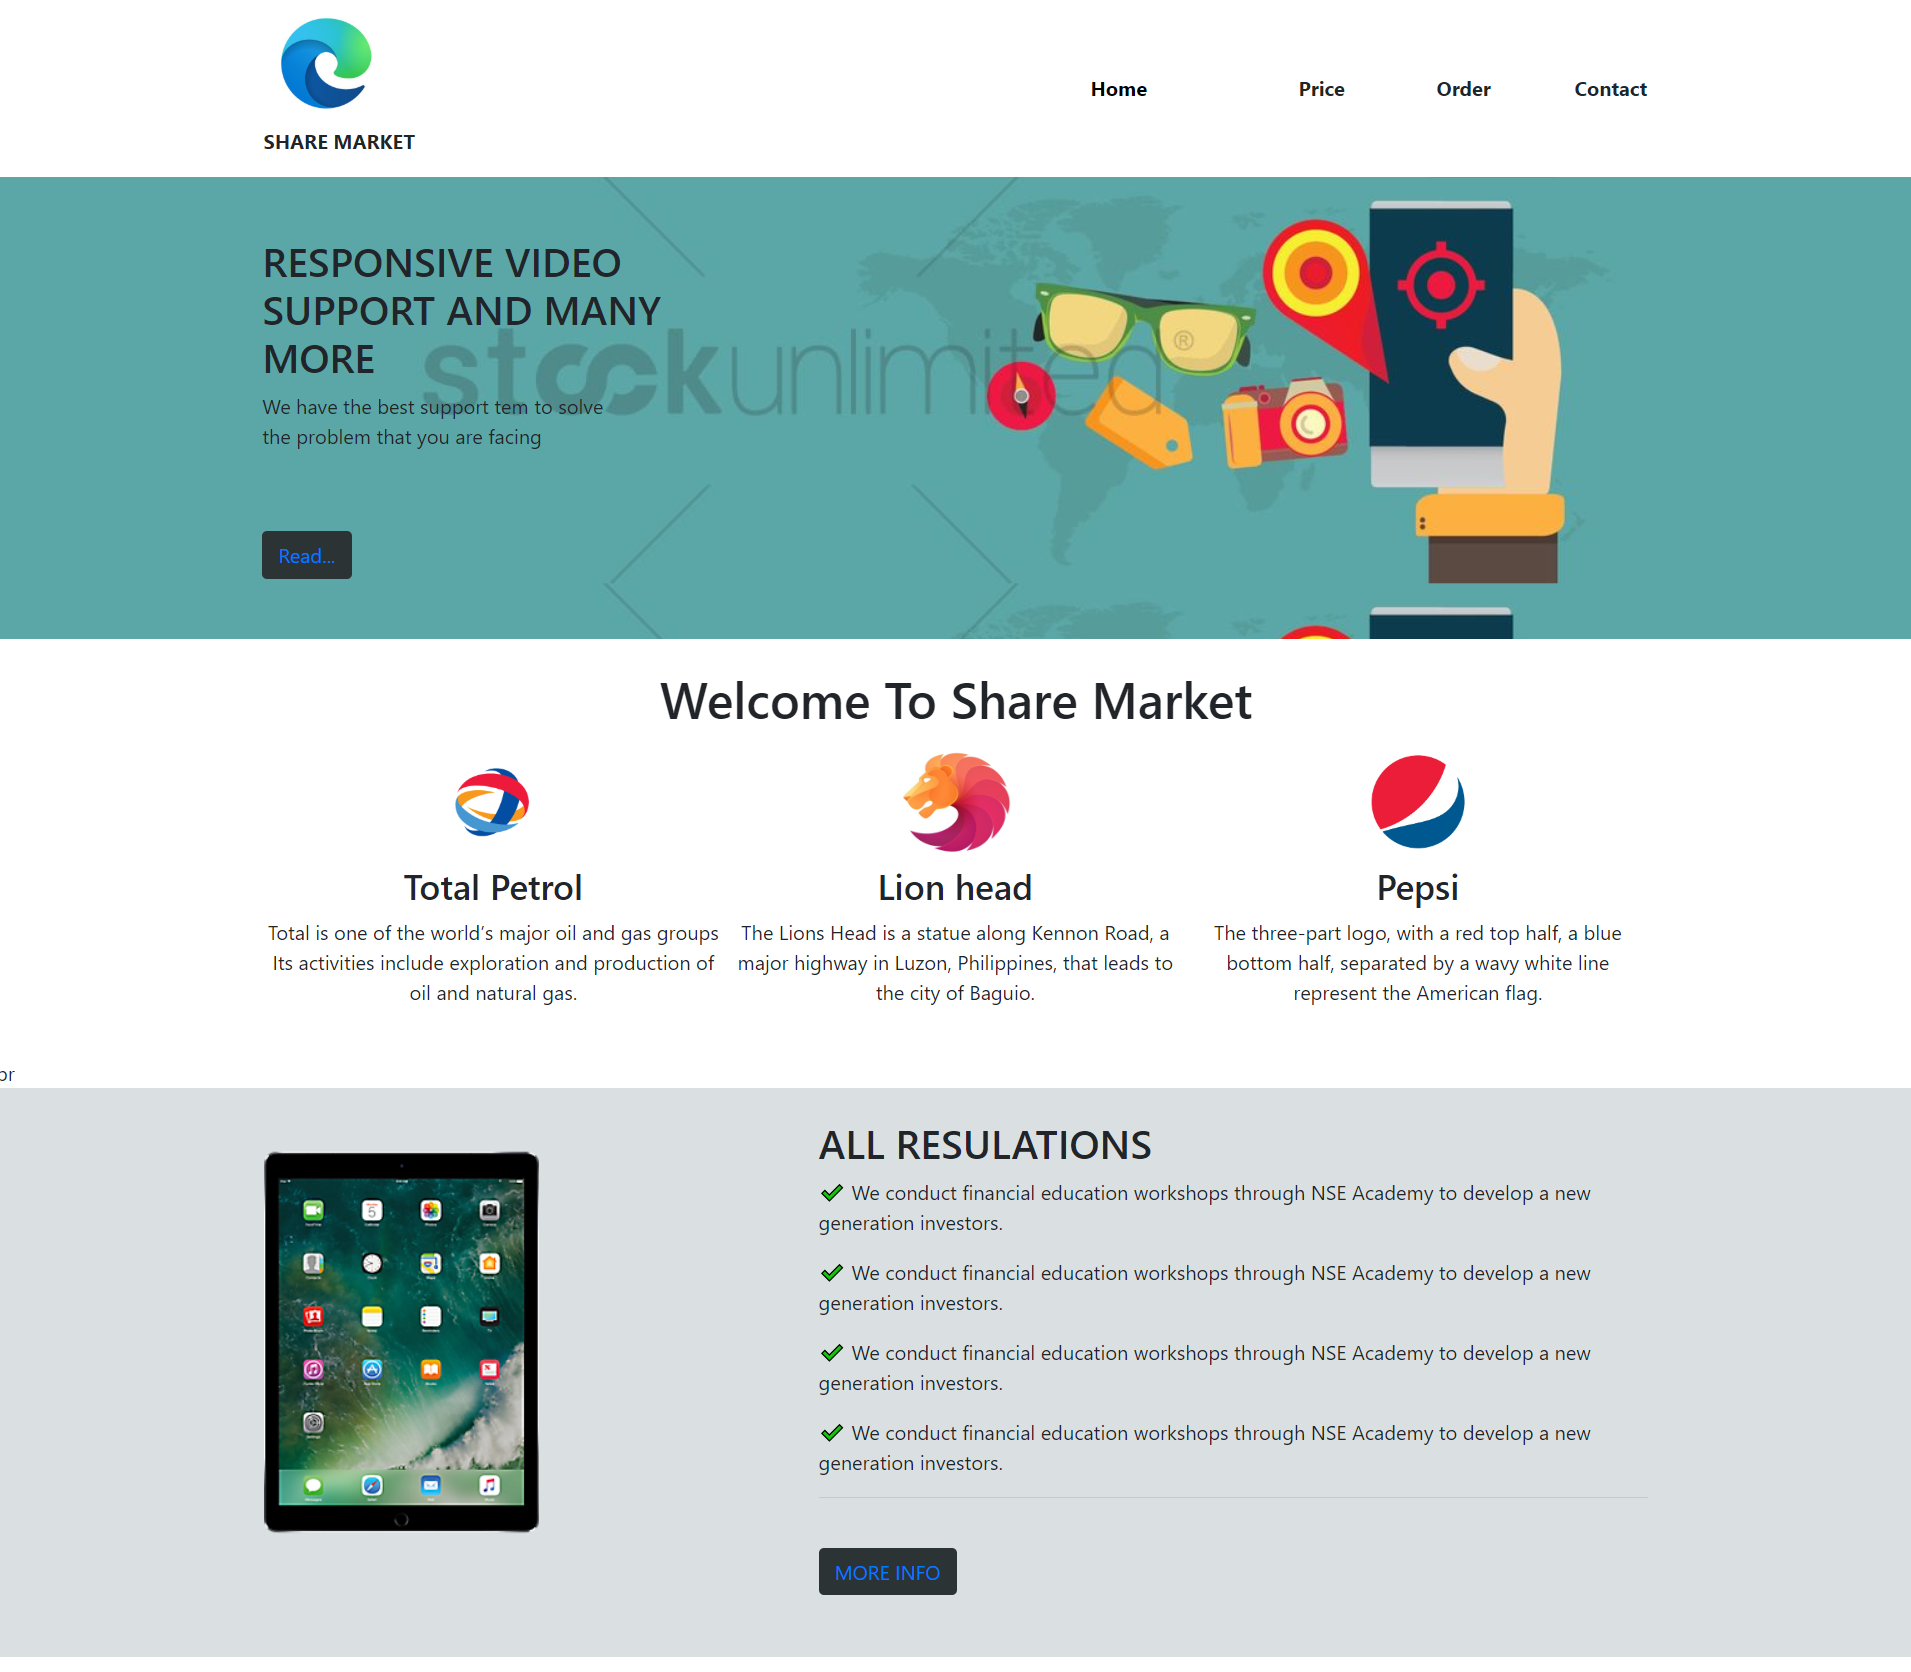 SHARE MARKET
Home
Price
Order
Contact
RESPONSIVE VIDEO
SUPPORT AND MANY
MORE
stockunlimited®
We have the best support tem to solve
the problem that you are facing
Read...
Welcome To Share Market
Total Petrol
Total is one of the world’s major oil and gas groups
Its activities include exploration and production of
oil and natural gas.
Lion head
The Lions Head is a statue along Kennon Road, a
major highway in Luzon, Philippines, that leads to
the city of Baguio.
Pepsi
The three-part logo, with a red top half, a blue
bottom half, separated by a wavy white line
represent the American flag.
or
ALL RESULATIONS
We conduct financial education workshops through NSE Academy to develop a new
generation investors.
We conduct financial education workshops through NSE Academy to develop a new
generation investors.
We conduct financial education workshops through NSE Academy to develop a new
generation investors.
We conduct financial education workshops through NSE Academy to develop a new
generation investors.
MORE INFO